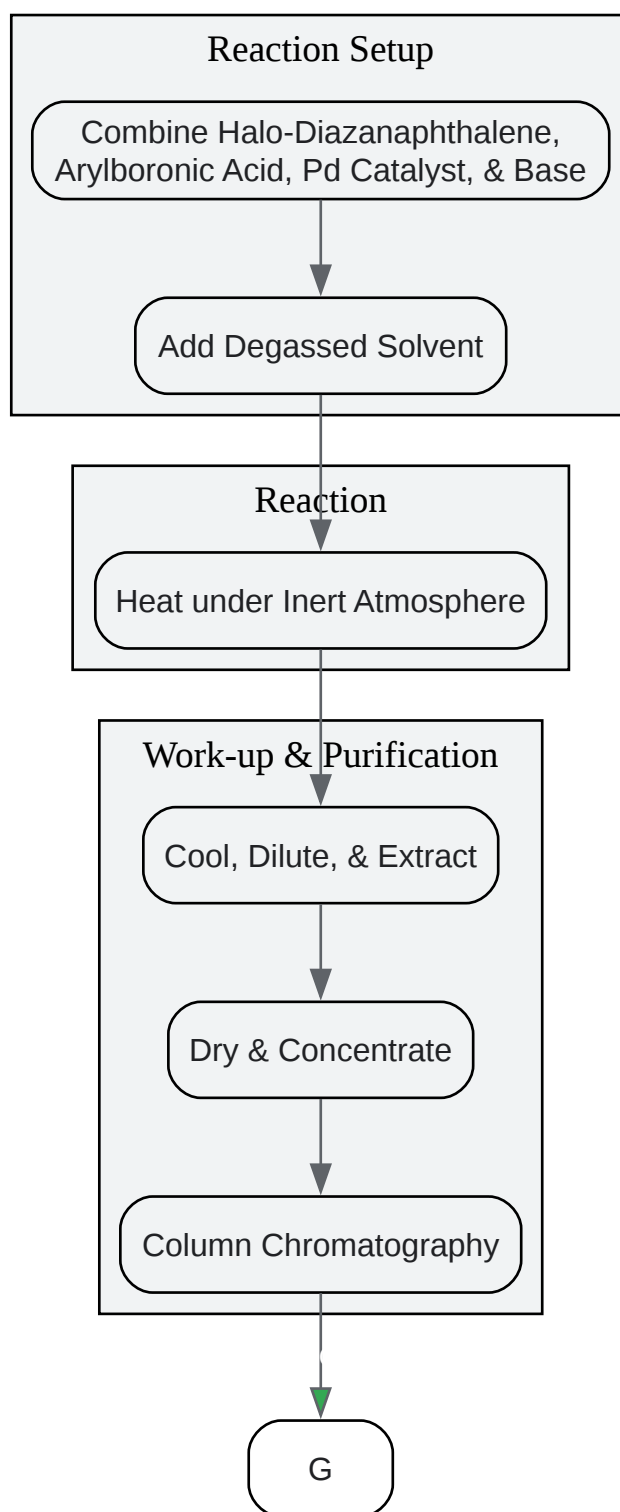 Reaction Setup
Combine Halo-Diazanaphthalene,
Arylboronic Acid, Pd Catalyst, & Base
Add Degassed Solvent
Reaction
Heat under Inert Atmosphere
Work-up & Purification
Cool, Dilute, & Extract
Dry & Concentrate
Column Chromatography
G